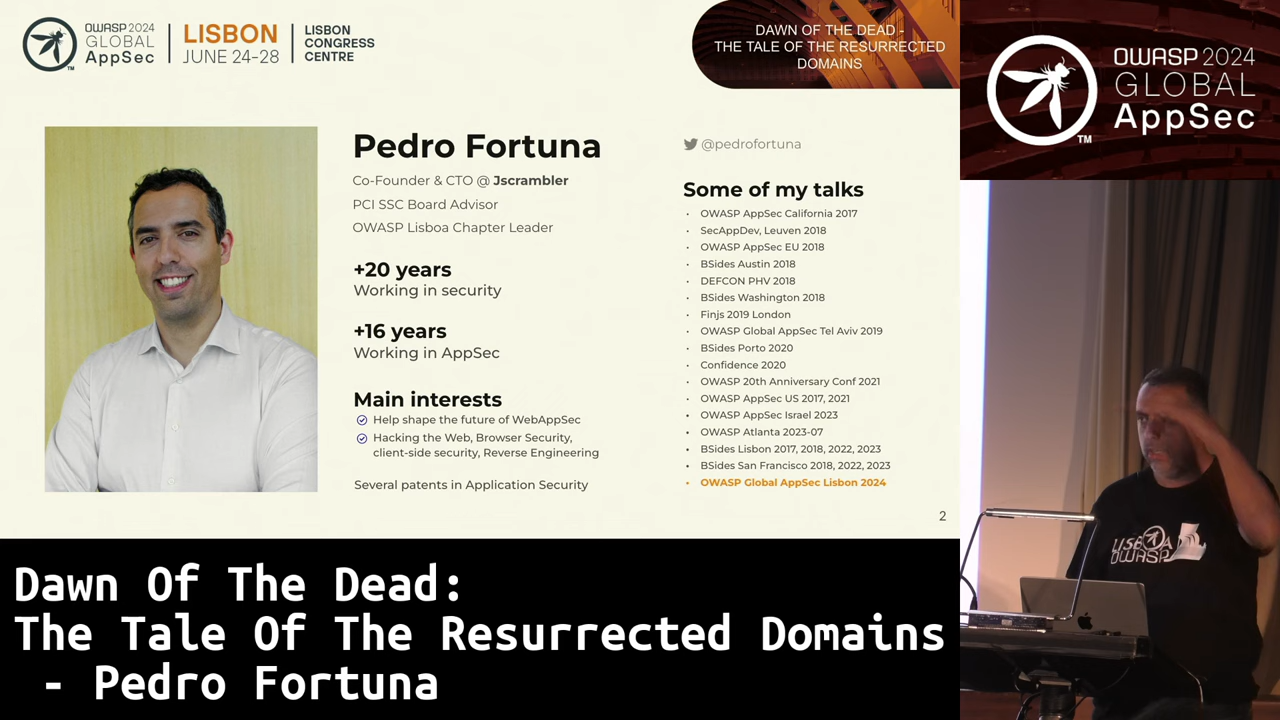 OWASP 2024
GLOBAL
AppSec
TM
LISBON
JUNE 24-28
LISBON
CONGRESS
CENTRE
DAWN OF THE DEAD -
THE TALE OF THE RESURRECTED
DOMAINS
Pedro Fortuna
Co-Founder & CTO @ Jscrambler
PCI SSC Board Advisor
OWASP Lisboa Chapter Leader
+20 years
Working in security
+16 years
Working in AppSec
Main interests
Help shape the future of WebAppSec
Hacking the Web, Browser Security,
client-side security, Reverse Engineering
Several patents in Application Security
@pedrofortuna
Some of my talks
• OWASP AppSec California 2017
• SecAppDev, Leuven 2018
• OWASP AppSec EU 2018
• BSides Austin 2018
• DEFCON PHV 2018
• BSides Washington 2018
• Finjs 2019 London
• OWASP Global AppSec Tel Aviv 2019
• BSides Porto 2020
• Confidence 2020
• OWASP 20th Anniversary Conf 2021
• OWASP AppSec US 2017, 2021
• OWASP AppSec Israel 2023
• OWASP Atlanta 2023-07
• BSides Lisbon 2017, 2018, 2022, 2023
• BSides San Francisco 2018, 2022, 2023
• OWASP Global AppSec Lisbon 2024
2
OWASP 2024
GLOBAL
AppSec
TM
LISBOA
OWASP
Dawn Of The Dead:
The Tale Of The Resurrected Domains
- Pedro Fortuna